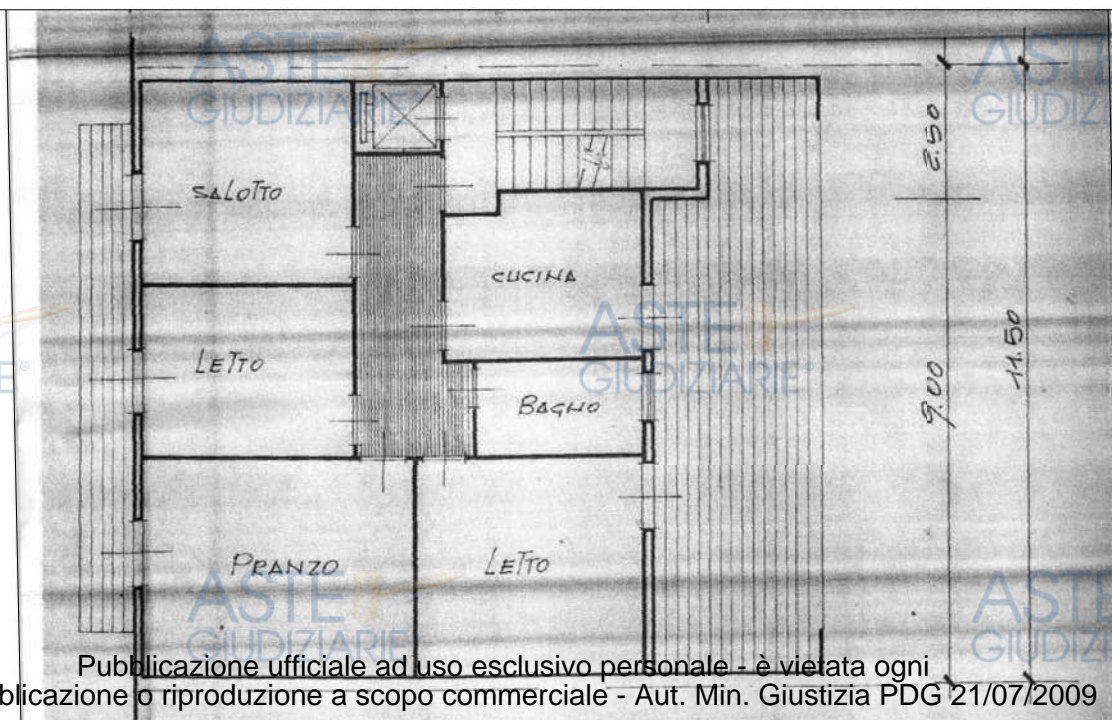 ASTE
GIUDIZIARIE
ASTE
GIUDIZI
2.50
SALOTTO
CUCINA
ASTE
GIUDIZIARIE®
E®
11.50
LETTO
9.00
BAGNO
PRANZO
LETTO
ASTE
GIUDIZIARIE
ASTE
GIUDIZI
Pubblicazione ufficiale ad uso esclusivo personale - è vietata ogni
blicazione o riproduzione a scopo commerciale - Aut. Min. Giustizia PDG 21/07/2009